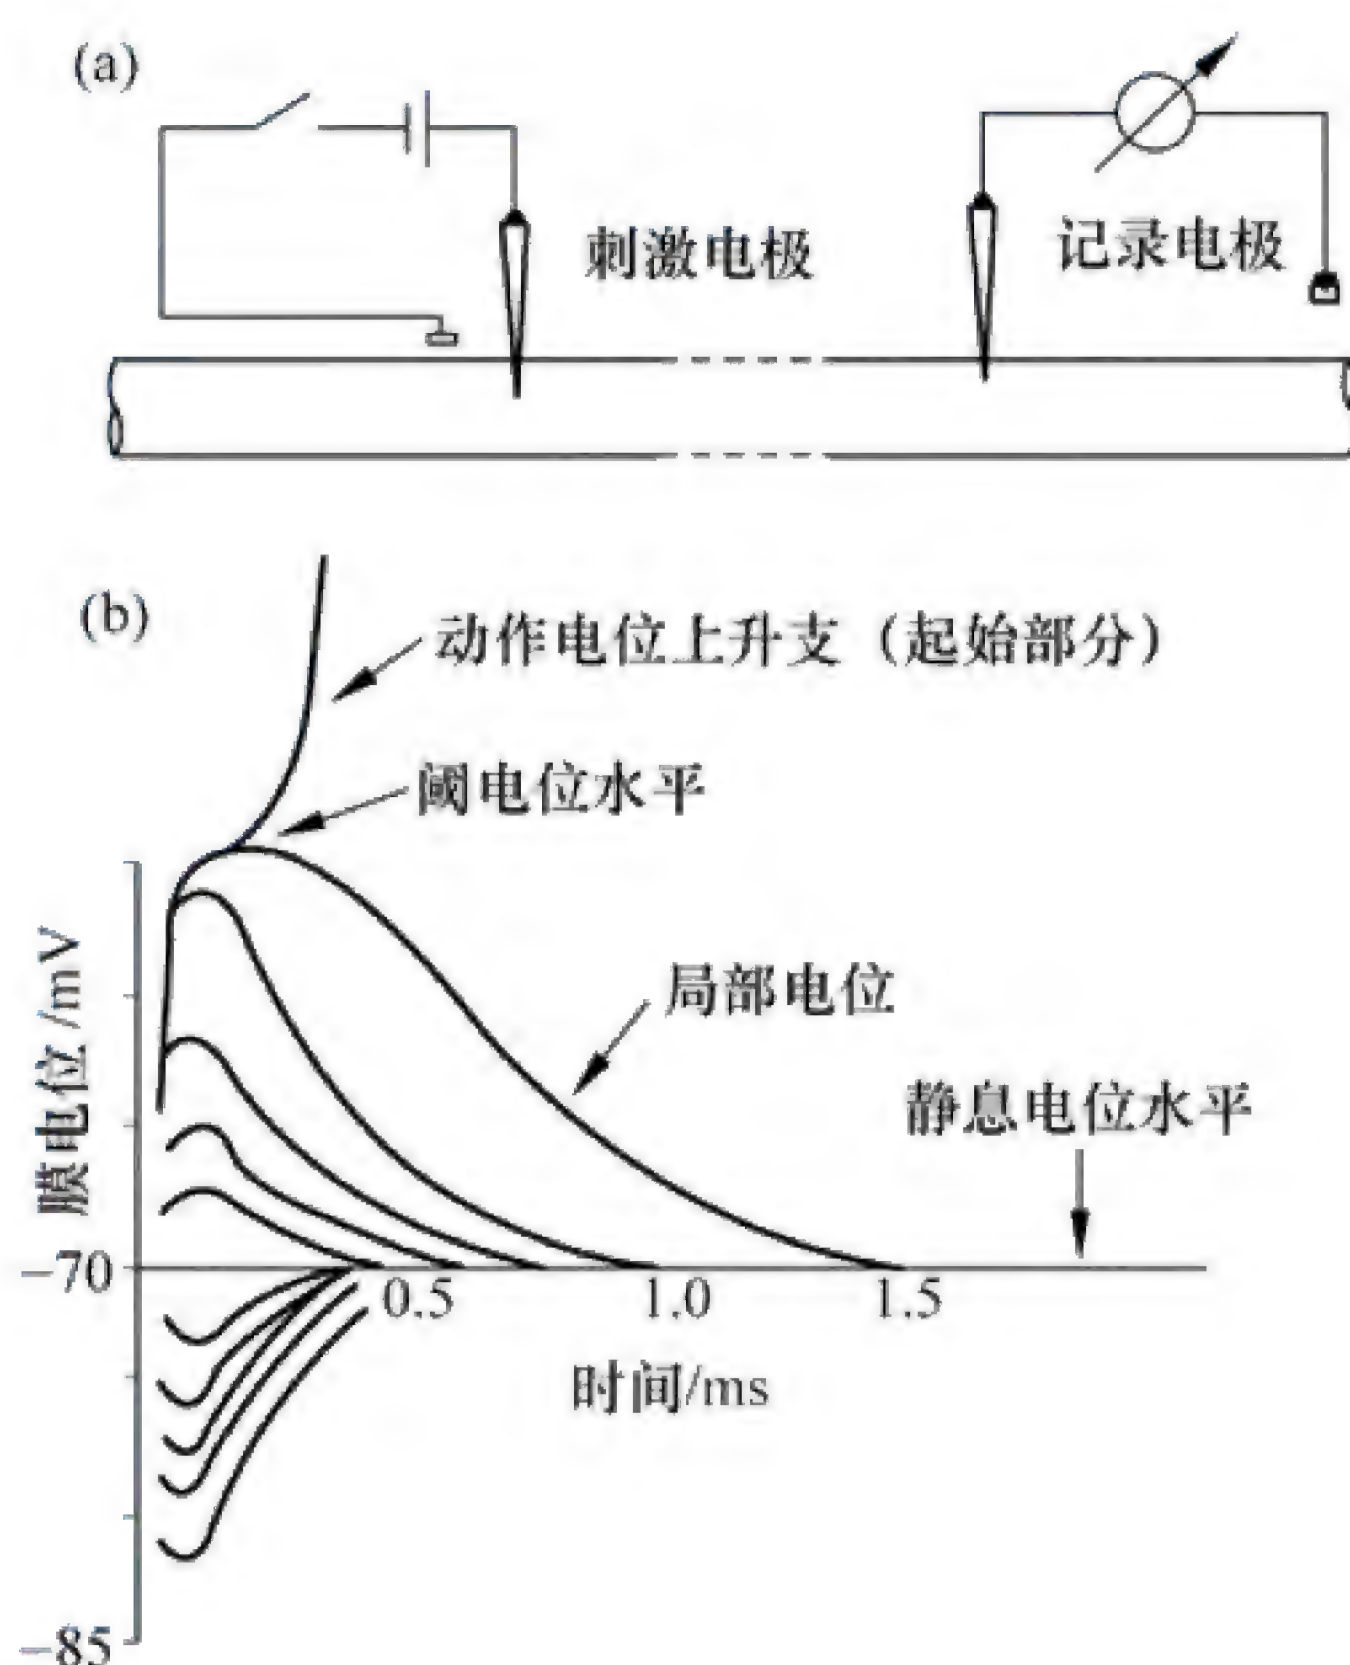 (a)
刺激电极
记录电极
(b)
动作电位上升支（起始部分）
阈电位水平
局部电位
静息电位水平
膜电位/mV
-70
0.5
1.0
1.5
时间/ms
-85